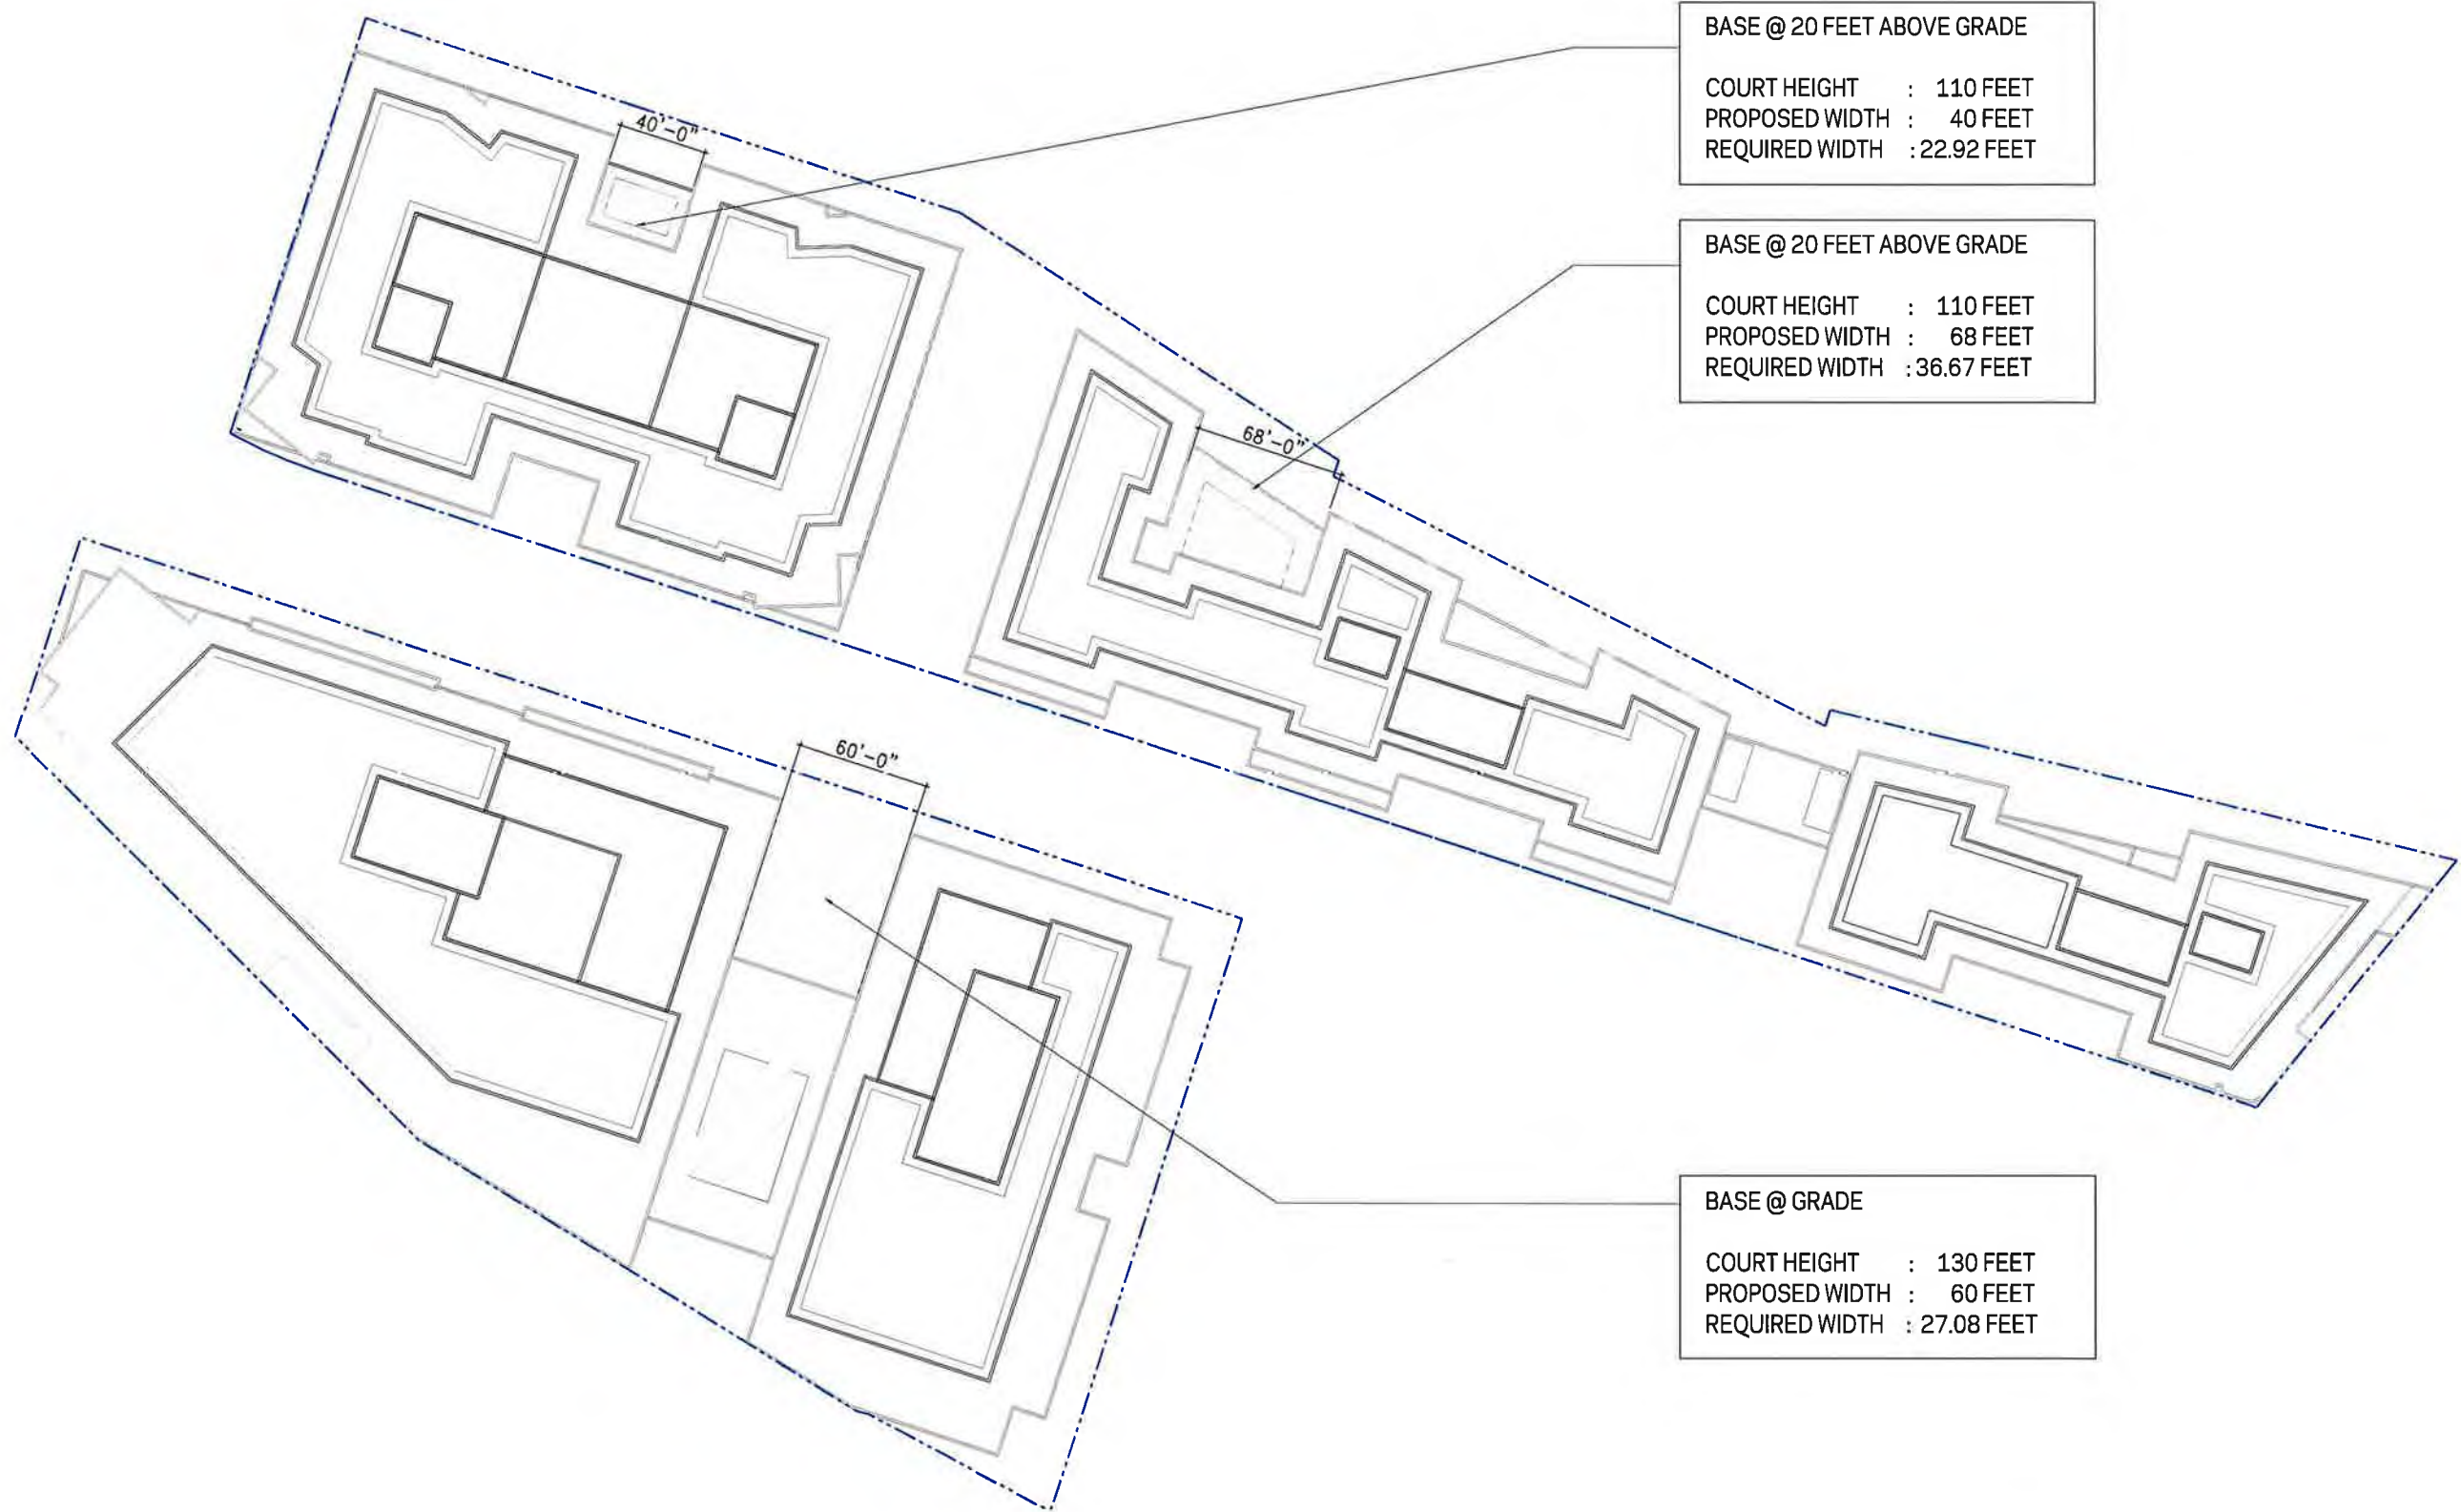 BASE @ 20 FEET ABOVE GRADE
COURT HEIGHT : 110 FEET
PROPOSED WIDTH : 40 FEET
REQUIRED WIDTH : 22.92 FEET
40'-0"
BASE @ 20 FEET ABOVE GRADE
COURT HEIGHT : 110 FEET
PROPOSED WIDTH : 68 FEET
REQUIRED WIDTH : 36.67 FEET
68'-0"
60'-0"
BASE @ GRADE
COURT HEIGHT : 130 FEET
PROPOSED WIDTH : 60 FEET
REQUIRED WIDTH : 27.08 FEET